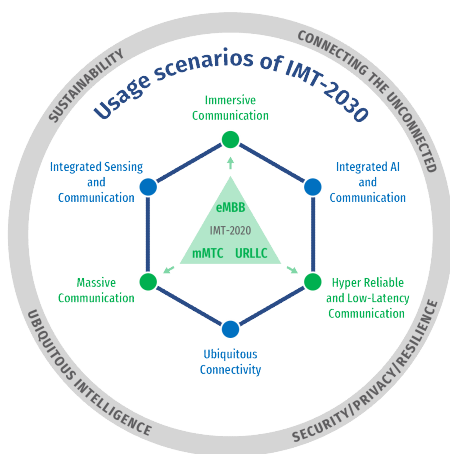 SUSTAINABILITY
CONNECTING THE UNCONNECTED
Usage scenarios of IMT-2030
Immersive
Communication
Integrated Sensing
and
Communication
Integrated AI
and
Communication
eMBB
IMT-2020
mMTC URLLC
Massive
Communication
Hyper Reliable
and Low-Latency
Communication
Ubiquitous
Connectivity
UBIQUITOUS INTELLIGENCE
SECURITY/PRIVACY/RESILIENCE